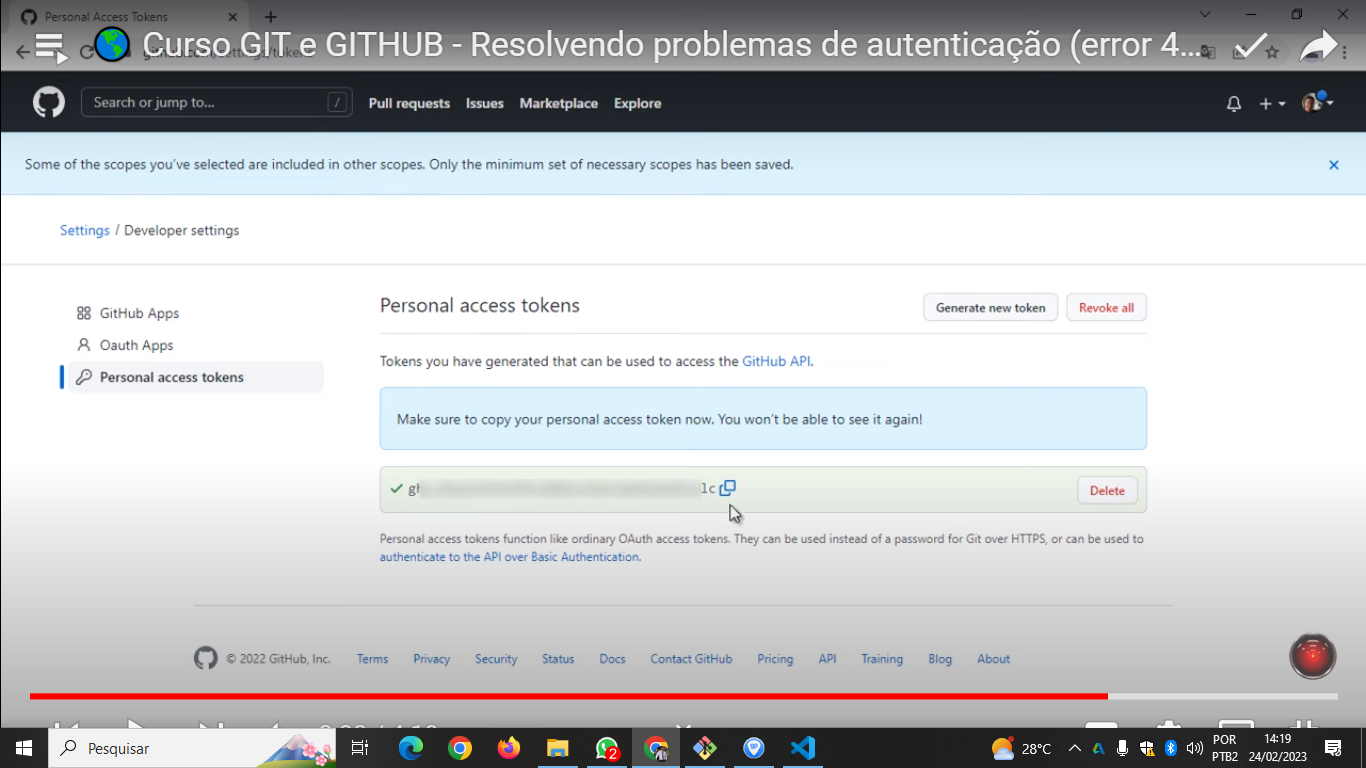 Personal Access Tokens
Curso GIT e GITHUB - Resolvendo problemas de autenticação (error 4...
Search or jump to... /
Pull requests Issues Marketplace Explore
Some of the scopes you've selected are included in other scopes. Only the minimum set of necessary scopes has been saved.
Settings / Developer settings
GitHub Apps
Oauth Apps
Personal access tokens
Personal access tokens
Generate new token Revoke all
Tokens you have generated that can be used to access the GitHub API.
Make sure to copy your personal access token now. You won't be able to see it again!
Delete
Personal access tokens function like ordinary OAuth access tokens. They can be used instead of a password for Git over HTTPS, or can be used to
authenticate to the API over Basic Authentication.
© 2022 GitHub, Inc. Terms Privacy Security Status Docs Contact GitHub Pricing API Training Blog About
Pesquisar
2
28°C
POR
PTB2
14:19
24/02/2023